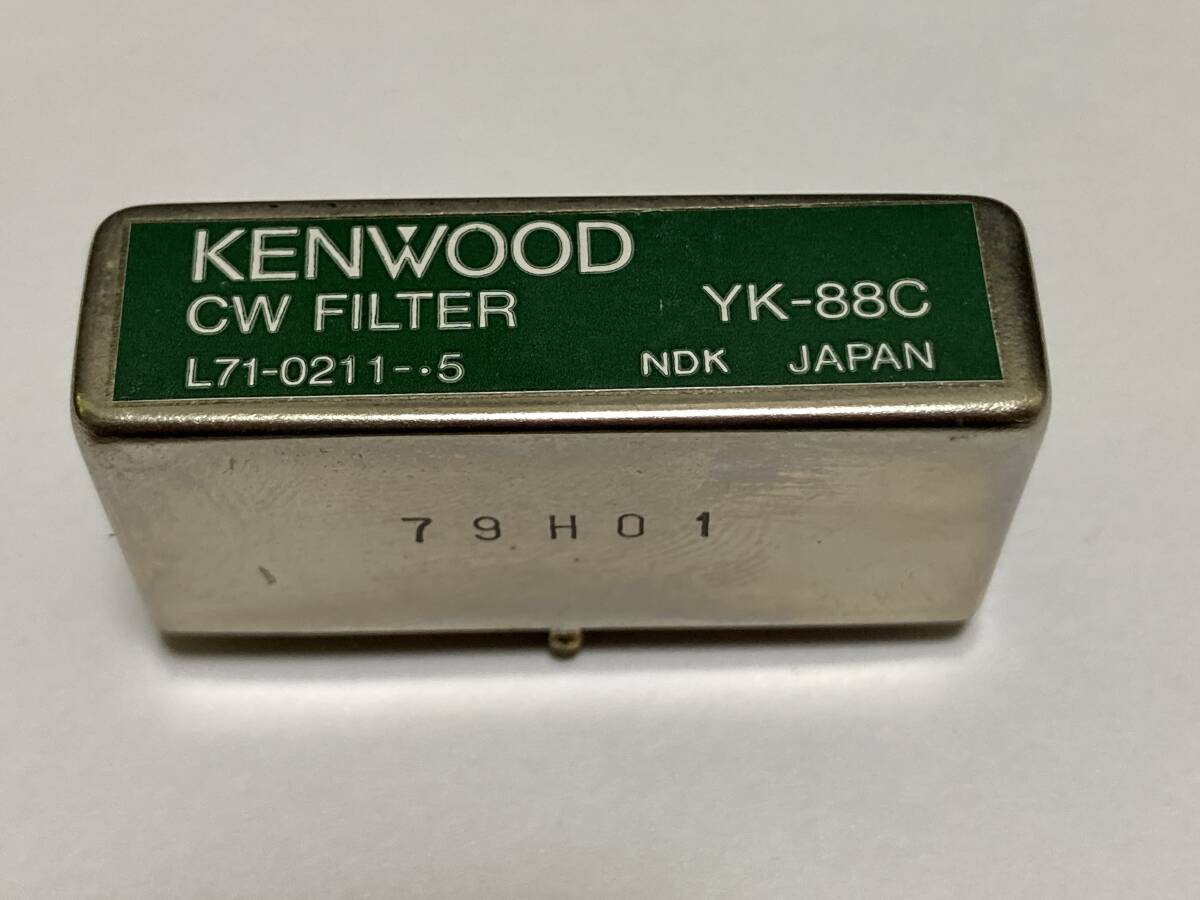 KENWOOD
CW FILTER YK-88C
L71-0211-·5 NDK JAPAN
79H01